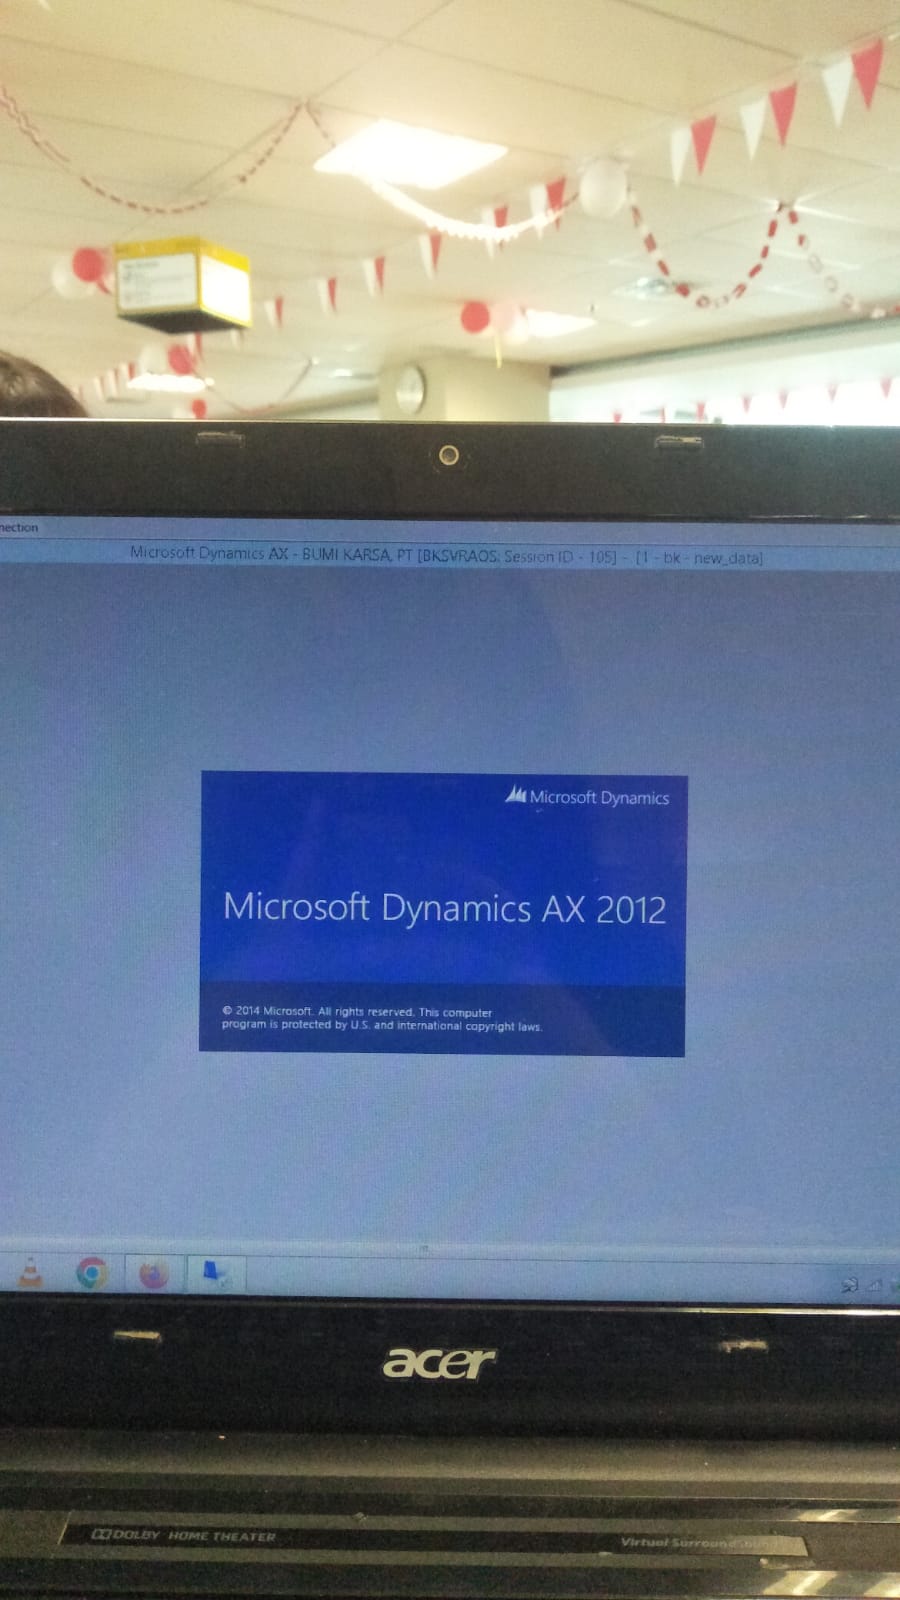 nection
Microsoft Dynamics AX - BUMI KARSA, PT [BKSVRAOS: Session ID - 105] - [1 - bk - new_data]
Microsoft Dynamics
Microsoft Dynamics AX 2012
© 2014 Microsoft. All rights reserved. This computer
program is protected by U.S. and international copyright laws.
acer
DOLBY HOME THEATER
Virtual Surround